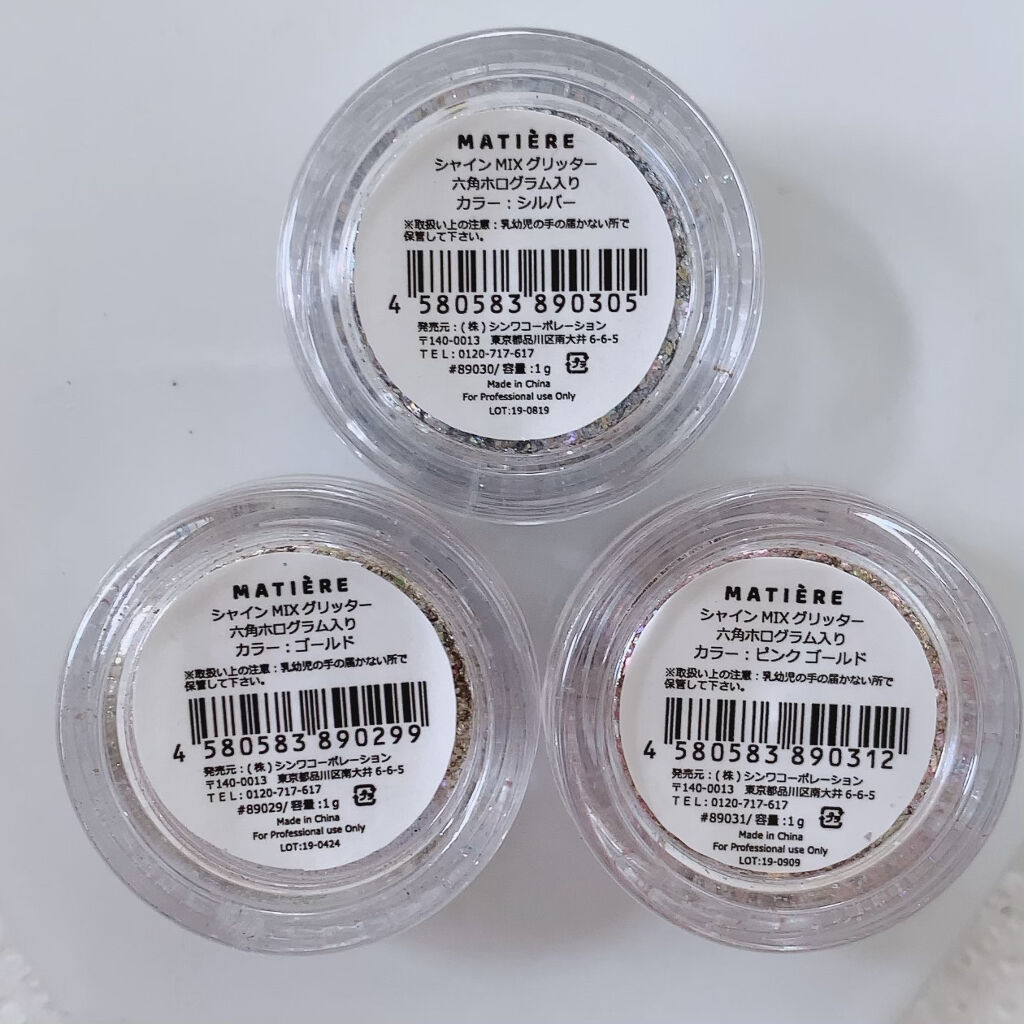 MATIÈRE
シャイン MIX グリッター
六角ホログラム入り
カラー：シルバー
※取扱い上の注意：乳幼児の手の届かない所で
保管して下さい。
4 580583 890305
発売元：(株)シンワコーポレーション
〒140-0013 東京都品川区南大井 6-6-5
TEL:0120-717-617
#89030/ 容量 :1g プラ
Made in China
For Professional use Only
LOT:19-0819
MATIÈRE
シャイン MIX グリッター
六角ホログラム入り
カラー：ゴールド
※取扱い上の注意：乳幼児の手の届かない所で
保管して下さい。
4 580583 890299
発売元：(株)シンワコーポレーション
〒140-0013 東京都品川区南大井 6-6-5
TEL:0120-717-617
#89029/ 容量 :1g プラ
Made in China
For Professional use Only
LOT:19-0424
MATIÈRE
シャイン MIX グリッター
六角ホログラム入り
カラー：ピンク ゴールド
※取扱い上の注意：乳幼児の手の届かない所で
保管して下さい。
4 580583 890312
発売元：(株)シンワコーポレーション
〒140-0013 東京都品川区南大井 6-6-5
TEL:0120-717-617
#89031/ 容量 :1g プラ
Made in China
For Professional use Only
LOT:19-0909